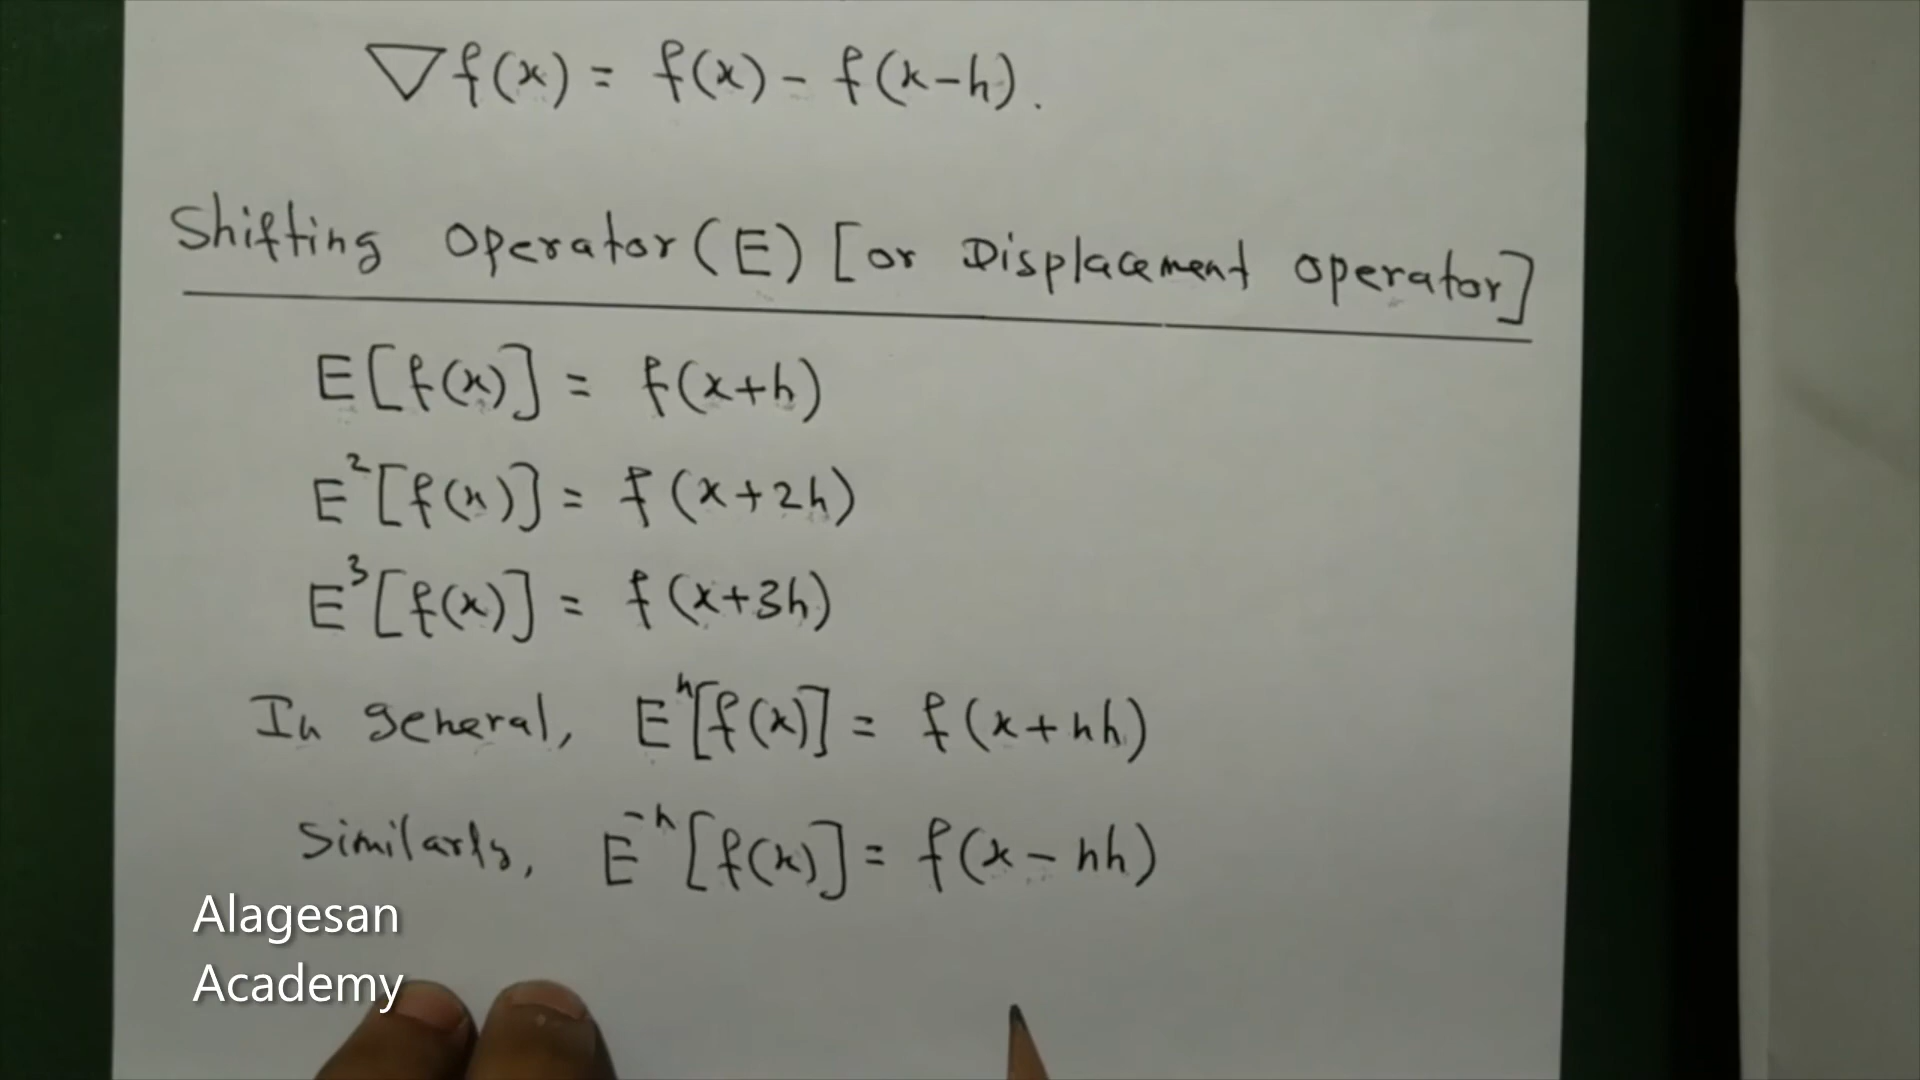 ∇f(x) = f(x) - f(x-h).
Shifting Operator (E) [or Displacement operator]
E[f(x)] = f(x+h)
E²[f(x)] = f(x+2h)
E³[f(x)] = f(x+3h)
In general, Eⁿ[f(x)] = f(x+nh)
Similarly, E⁻ⁿ[f(x)] = f(x-nh)
Alagesan
Academy